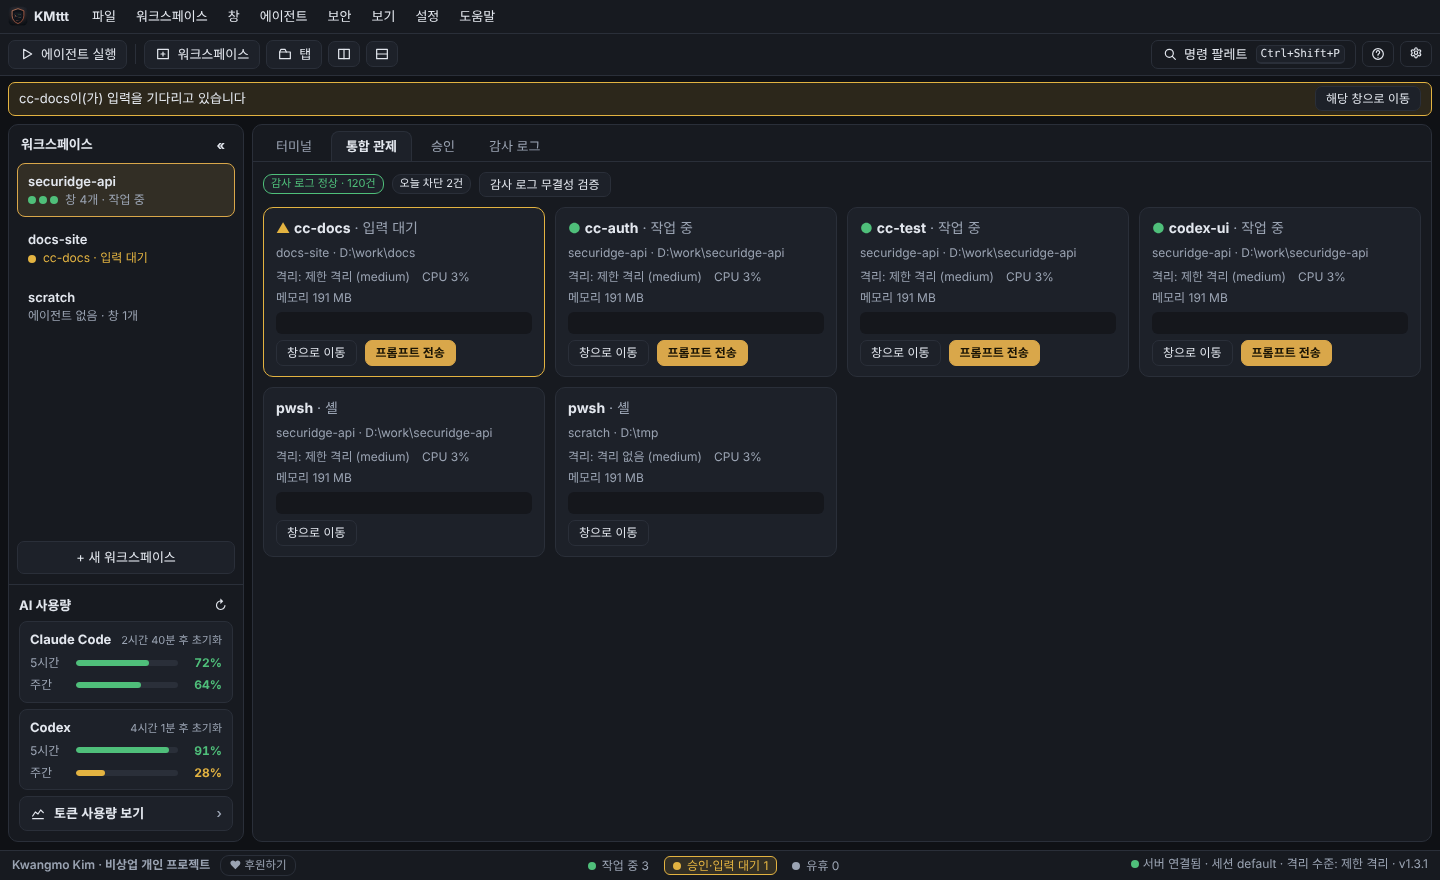 KMttt 파일 워크스페이스 창 에이전트 보안 보기 설정 도움말
에이전트 실행 워크스페이스 탭 명령 팔레트 Ctrl+Shift+P
cc-docs이(가) 입력을 기다리고 있습니다 해당 창으로 이동
워크스페이스 «
securidge-api
창 4개 · 작업 중
docs-site
cc-docs · 입력 대기
scratch
에이전트 없음 · 창 1개
+ 새 워크스페이스
AI 사용량
Claude Code 2시간 40분 후 초기화
5시간 72%
주간 64%
Codex 4시간 1분 후 초기화
5시간 91%
주간 28%
토큰 사용량 보기 ›
터미널 통합 관제 승인 감사 로그
감사 로그 정상 · 120건 오늘 차단 2건 감사 로그 무결성 검증
cc-docs · 입력 대기
docs-site · D:\work\docs
격리: 제한 격리 (medium) CPU 3%
메모리 191 MB
창으로 이동 프롬프트 전송
cc-auth · 작업 중
securidge-api · D:\work\securidge-api
격리: 제한 격리 (medium) CPU 3%
메모리 191 MB
창으로 이동 프롬프트 전송
cc-test · 작업 중
securidge-api · D:\work\securidge-api
격리: 제한 격리 (medium) CPU 3%
메모리 191 MB
창으로 이동 프롬프트 전송
codex-ui · 작업 중
securidge-api · D:\work\securidge-api
격리: 제한 격리 (medium) CPU 3%
메모리 191 MB
창으로 이동 프롬프트 전송
pwsh · 셸
securidge-api · D:\work\securidge-api
격리: 제한 격리 (medium) CPU 3%
메모리 191 MB
창으로 이동
pwsh · 셸
scratch · D:\tmp
격리: 격리 없음 (medium) CPU 3%
메모리 191 MB
창으로 이동
Kwangmo Kim · 비상업 개인 프로젝트 후원하기 작업 중 3 승인·입력 대기 1 유휴 0 서버 연결됨 · 세션 default · 격리 수준: 제한 격리 · v1.3.1